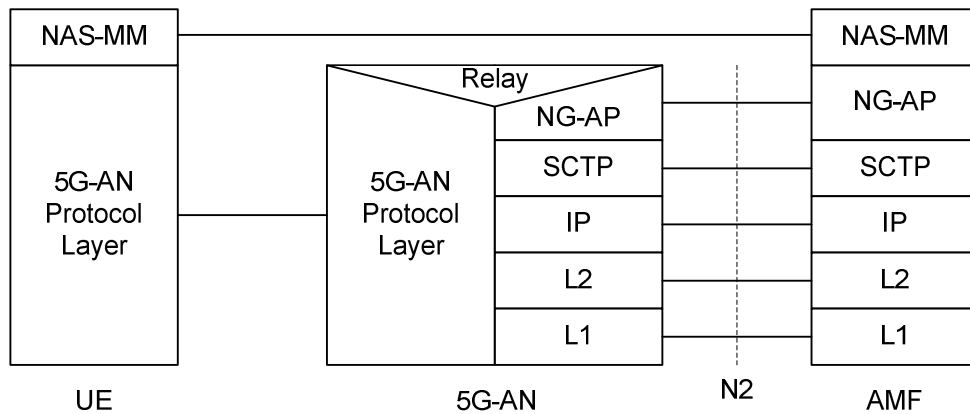 NAS-MM
NAS-MM
Relay
NG-AP
NG-AP
SCTP
SCTP
5G-AN
Protocol
Layer
5G-AN
Protocol
Layer
IP
IP
L2
L2
L1
L1
UE
5G-AN
N2
AMF